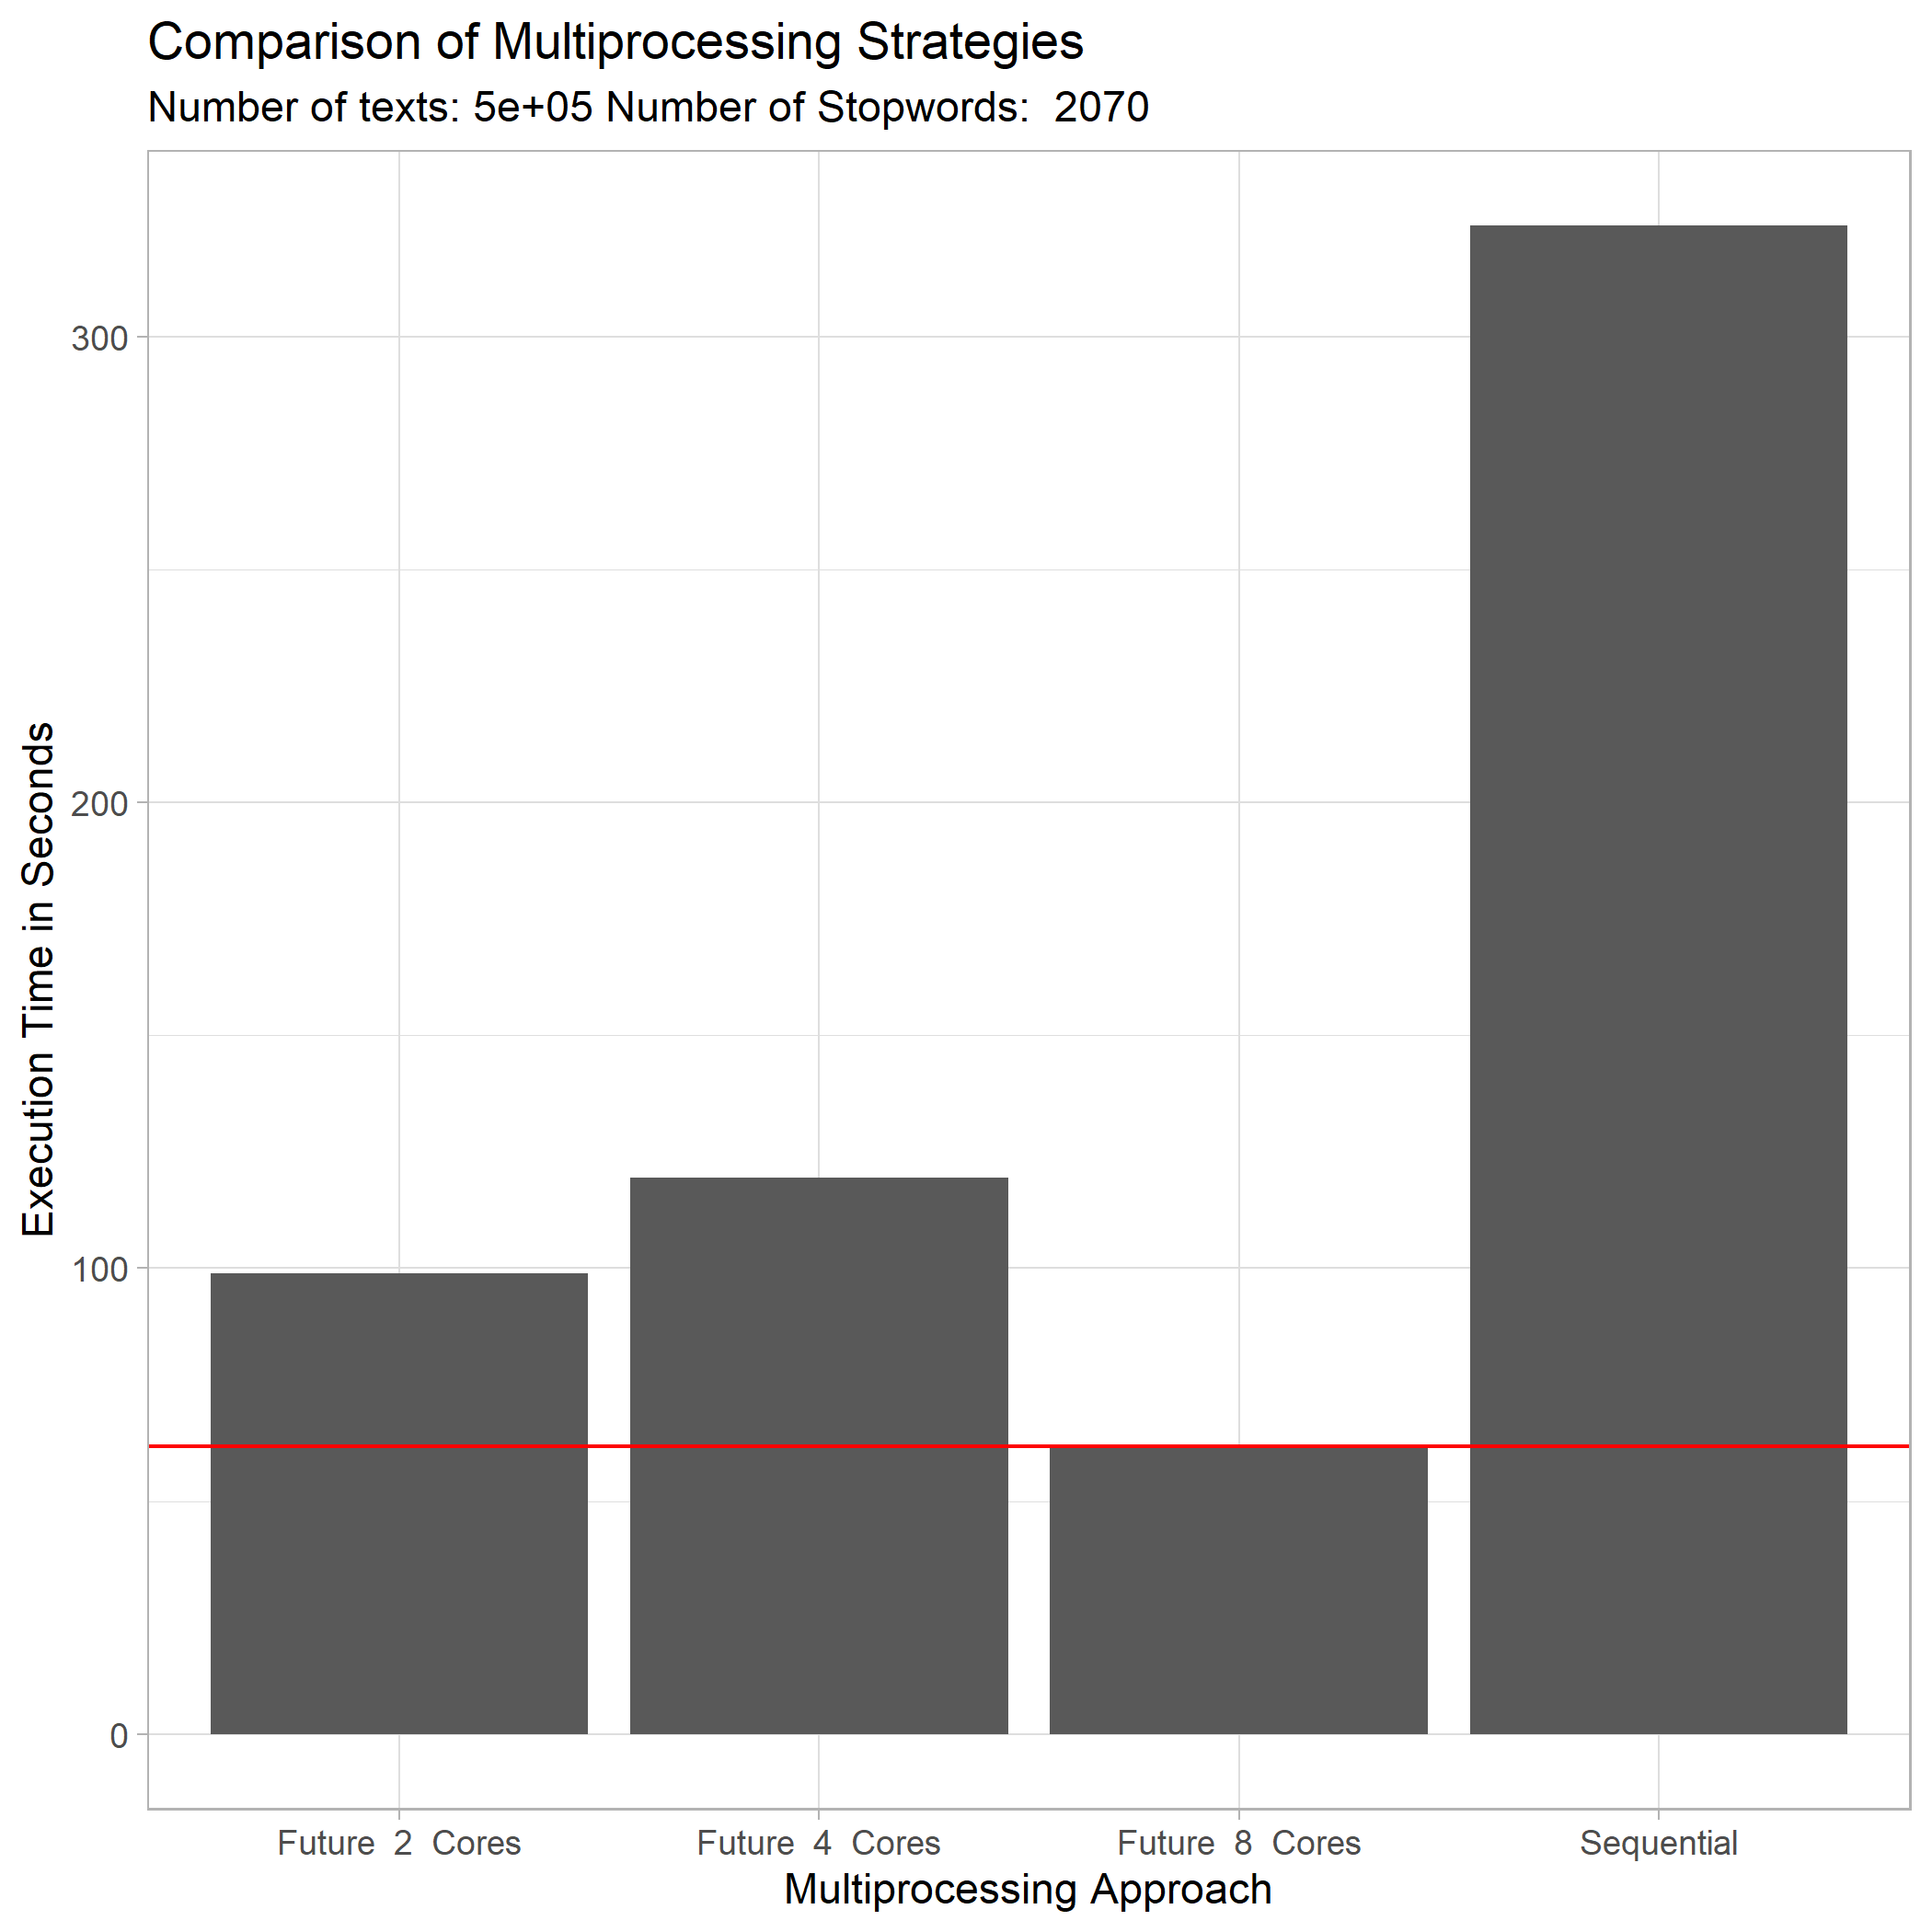 Comparison of Multiprocessing Strategies
Number of texts: 5e+05 Number of Stopwords:  2070
Execution Time in Seconds
300
200
100
0
Future  2  Cores
Future  4  Cores
Future  8  Cores
Sequential
Multiprocessing Approach